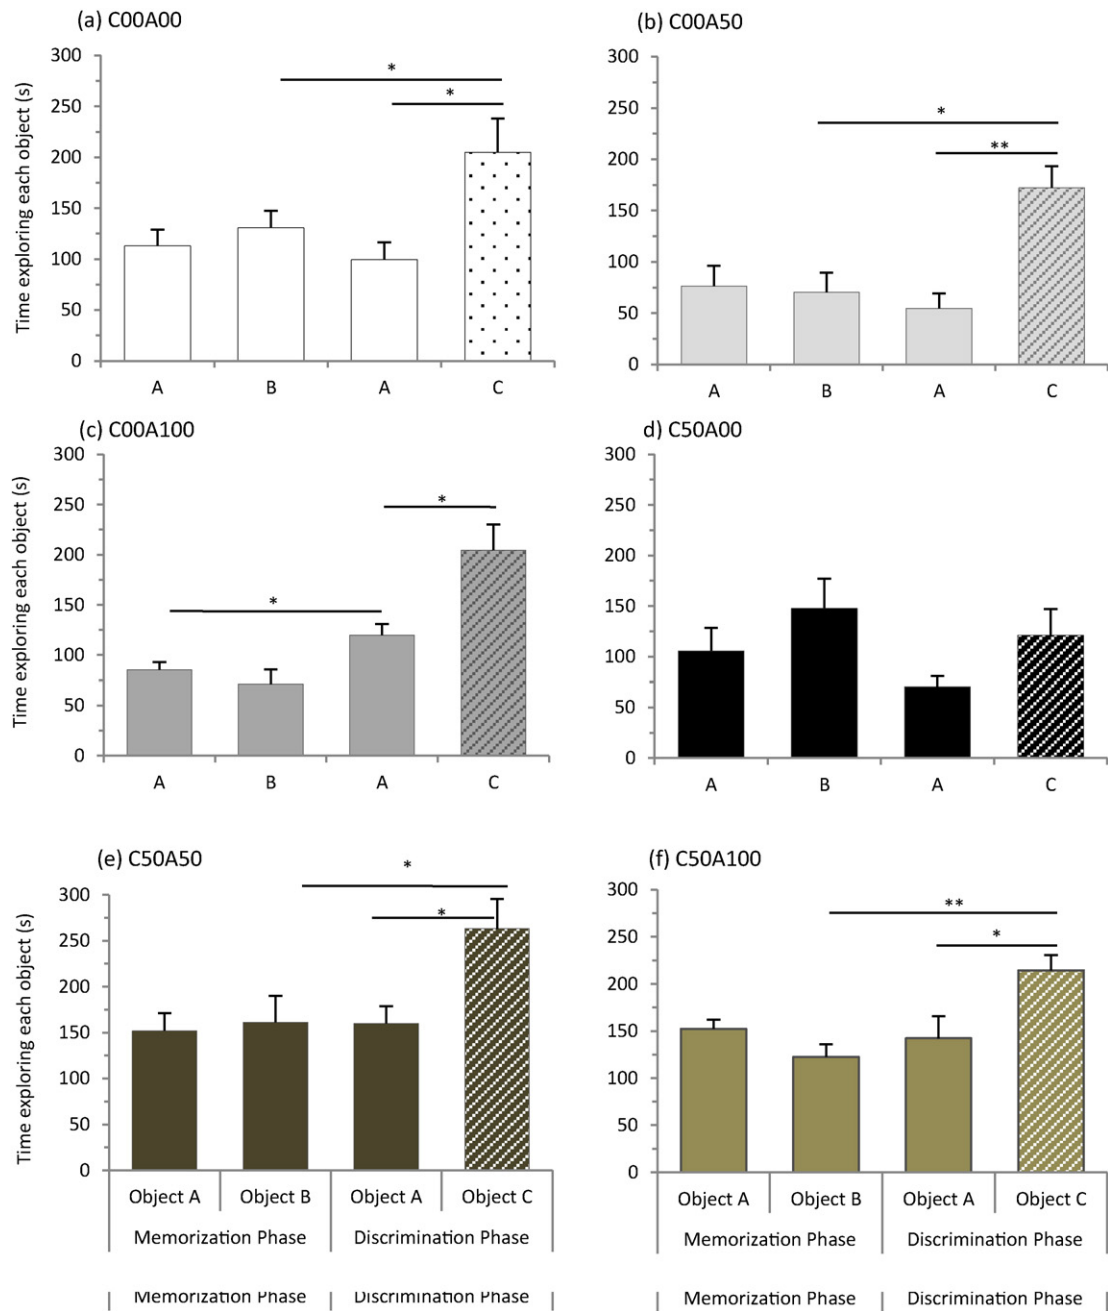 (a) C00A00
(b) C00A50
Time exploring each object (s)
300
250
200
150
100
50
0
*
*
A B A C
300
250
200
150
100
50
0
*
**
A B A C
(c) C00A100
d) C50A00
Time exploring each object (s)
300
250
200
150
100
50
0
*
*
A B A C
300
250
200
150
100
50
0
A B A C
(e) C50A50
(f) C50A100
Time exploring each object (s)
300
250
200
150
100
50
0
*
*
Object A Object B Object A Object C
Memorization Phase Discrimination Phase
Memorization Phase Discrimination Phase
300
250
200
150
100
50
0
**
*
Object A Object B Object A Object C
Memorization Phase Discrimination Phase
Memorization Phase Discrimination Phase